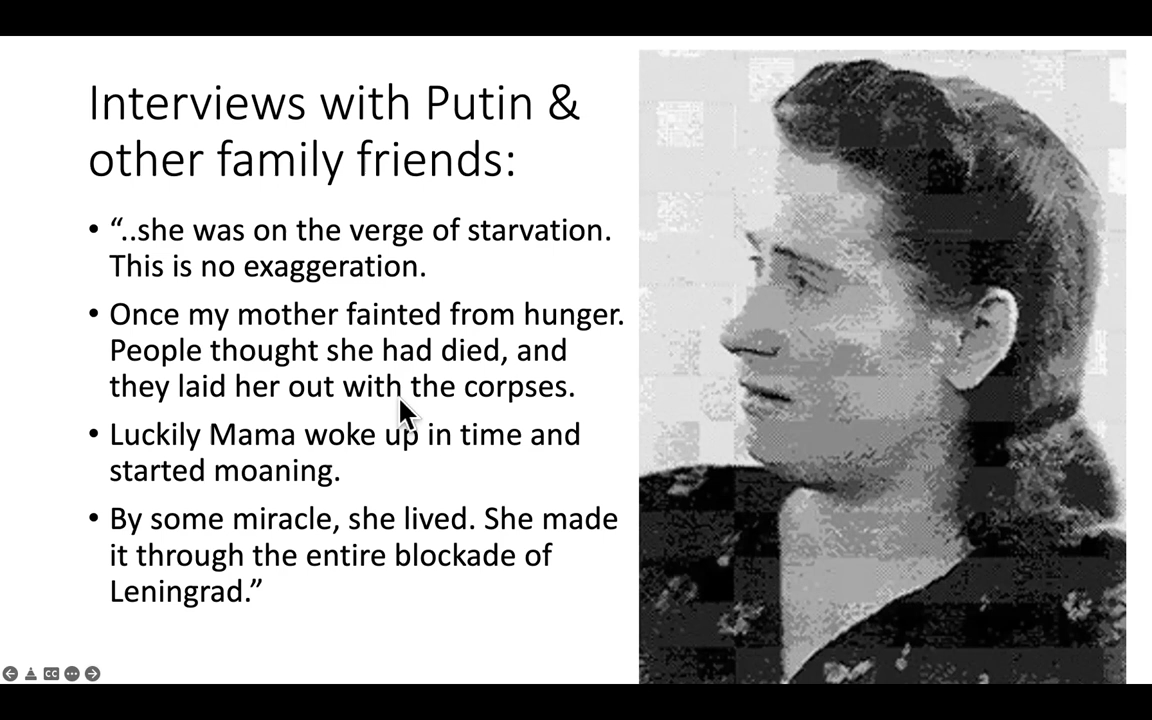 Interviews with Putin &
other family friends:
• “..she was on the verge of starvation.
This is no exaggeration.
• Once my mother fainted from hunger.
People thought she had died, and
they laid her out with the corpses.
• Luckily Mama woke up in time and
started moaning.
• By some miracle, she lived. She made
it through the entire blockade of
Leningrad.”
CC